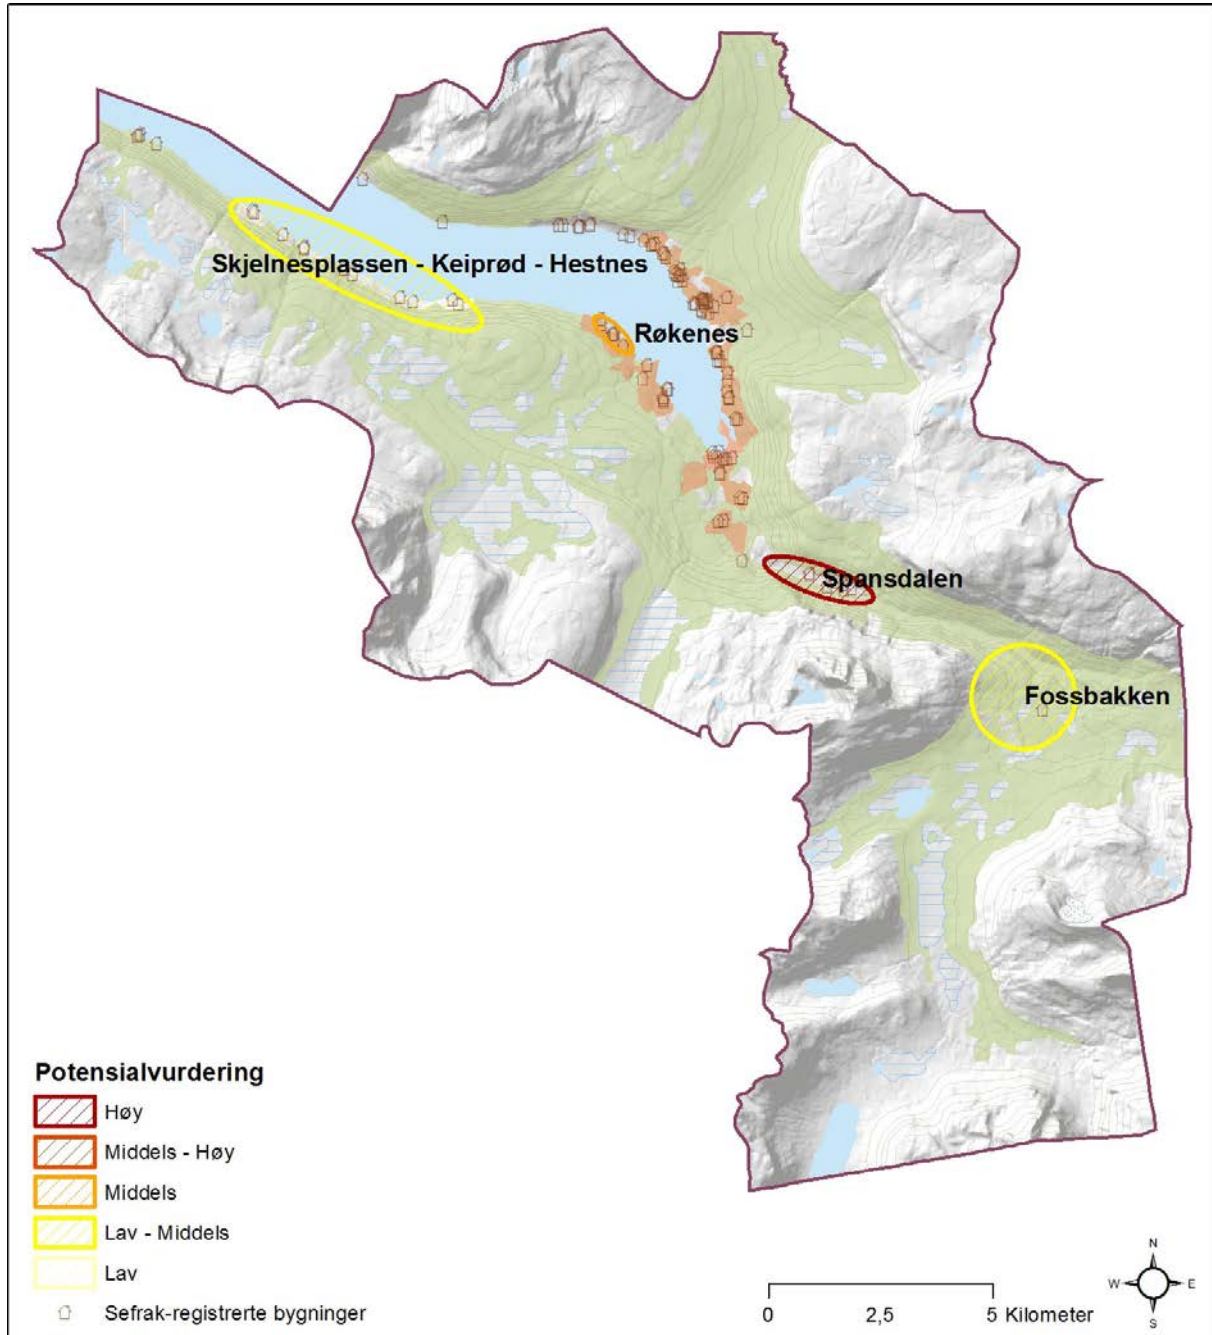 Skjelnesplassen - Keiprød - Hestnes
Røkenes
Spansdalen
Fossbakken
Potensialvurdering
Høy
Middels - Høy
Middels
Lav - Middels
Lav
Sefrak-registrerte bygninger
0 2,5 5 Kilometer
N
W E
S